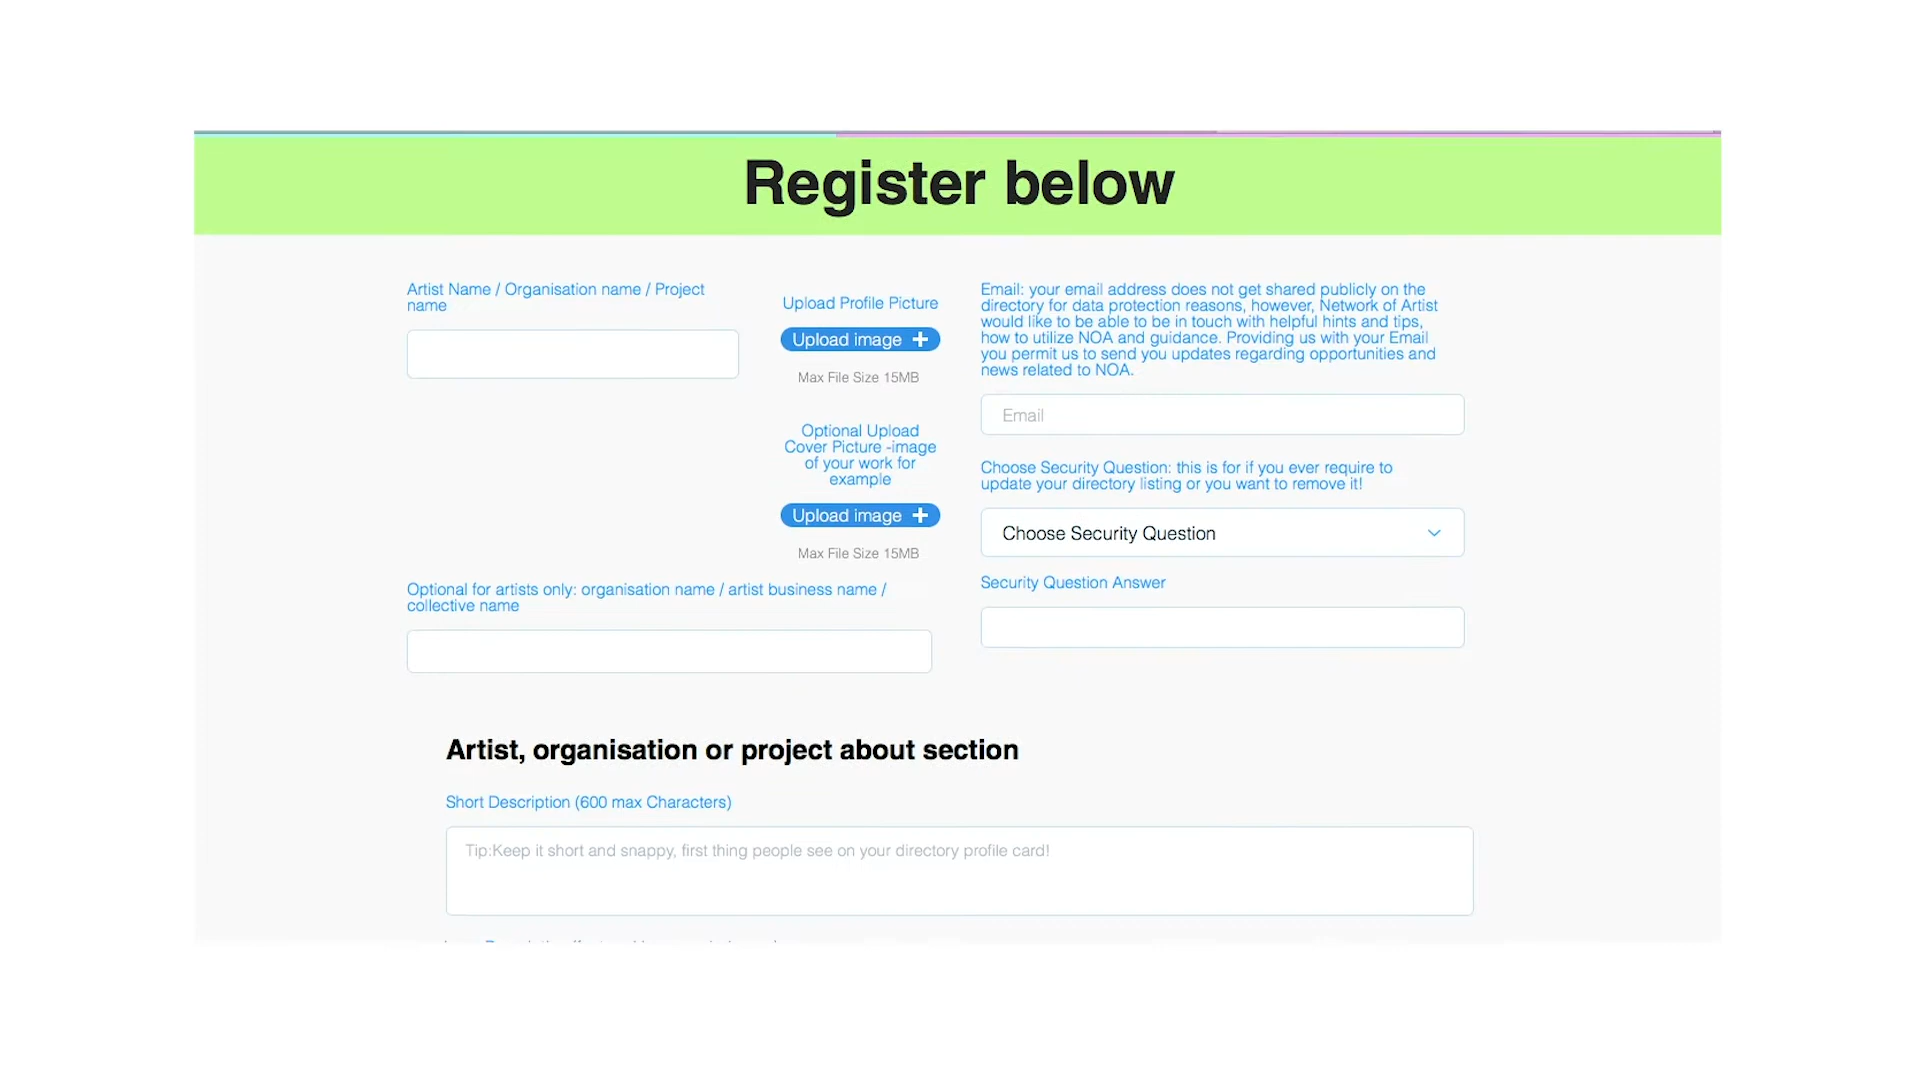 Register below
Artist Name / Organisation name / Project
name
Upload Profile Picture
Upload image +
Max File Size 15MB
Optional Upload
Cover Picture -image
of your work for
example
Upload image +
Max File Size 15MB
Optional for artists only: organisation name / artist business name /
collective name
Email: your email address does not get shared publicly on the
directory for data protection reasons, however, Network of Artist
would like to be able to be in touch with helpful hints and tips,
how to utilize NOA and guidance. Providing us with your Email
you permit us to send you updates regarding opportunities and
news related to NOA.
Email
Choose Security Question: this is for if you ever require to
update your directory listing or you want to remove it!
Choose Security Question
Security Question Answer
Artist, organisation or project about section
Short Description (600 max Characters)
Tip:Keep it short and snappy, first thing people see on your directory profile card!